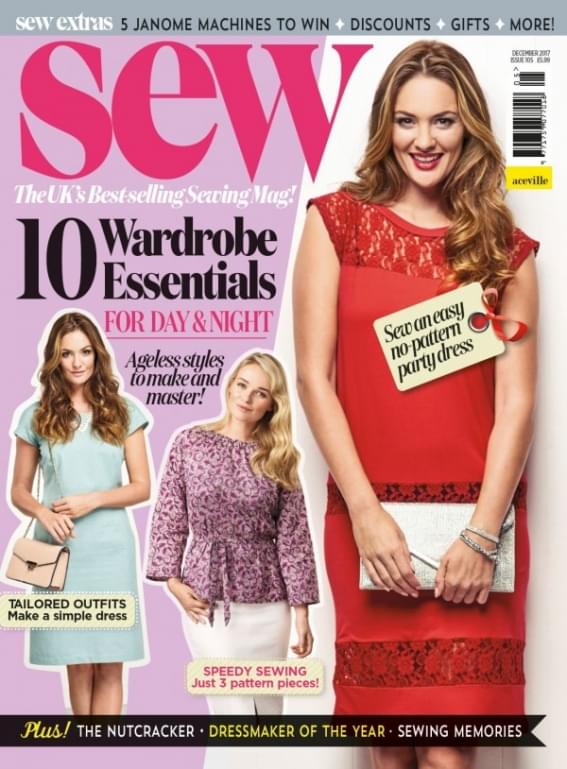 sew extras 5 JANOME MACHINES TO WIN + DISCOUNTS + GIFTS + MORE!
DECEMBER 2017
ISSUE 105 £5.99
sew
The UK's Best-selling Sewing Mag!
aceville
10 Wardrobe
Essentials
FOR DAY & NIGHT
Sew an easy
no-pattern
party dress
Ageless styles
to make and
master!
TAILORED OUTFITS
Make a simple dress
SPEEDY SEWING
Just 3 pattern pieces!
Plus! THE NUTCRACKER • DRESSMAKER OF THE YEAR • SEWING MEMORIES